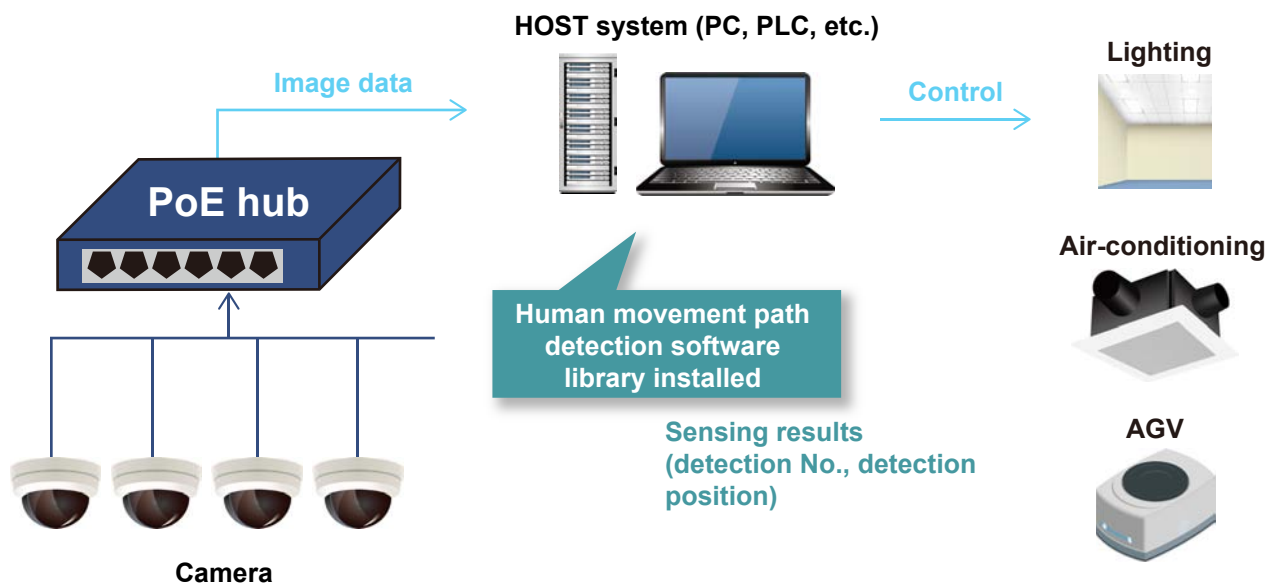 HOST system (PC, PLC, etc.)
Lighting
Image data
Control
PoE hub
Air-conditioning
Human movement path
detection software
library installed
Sensing results
(detection No., detection
position)
AGV
Camera